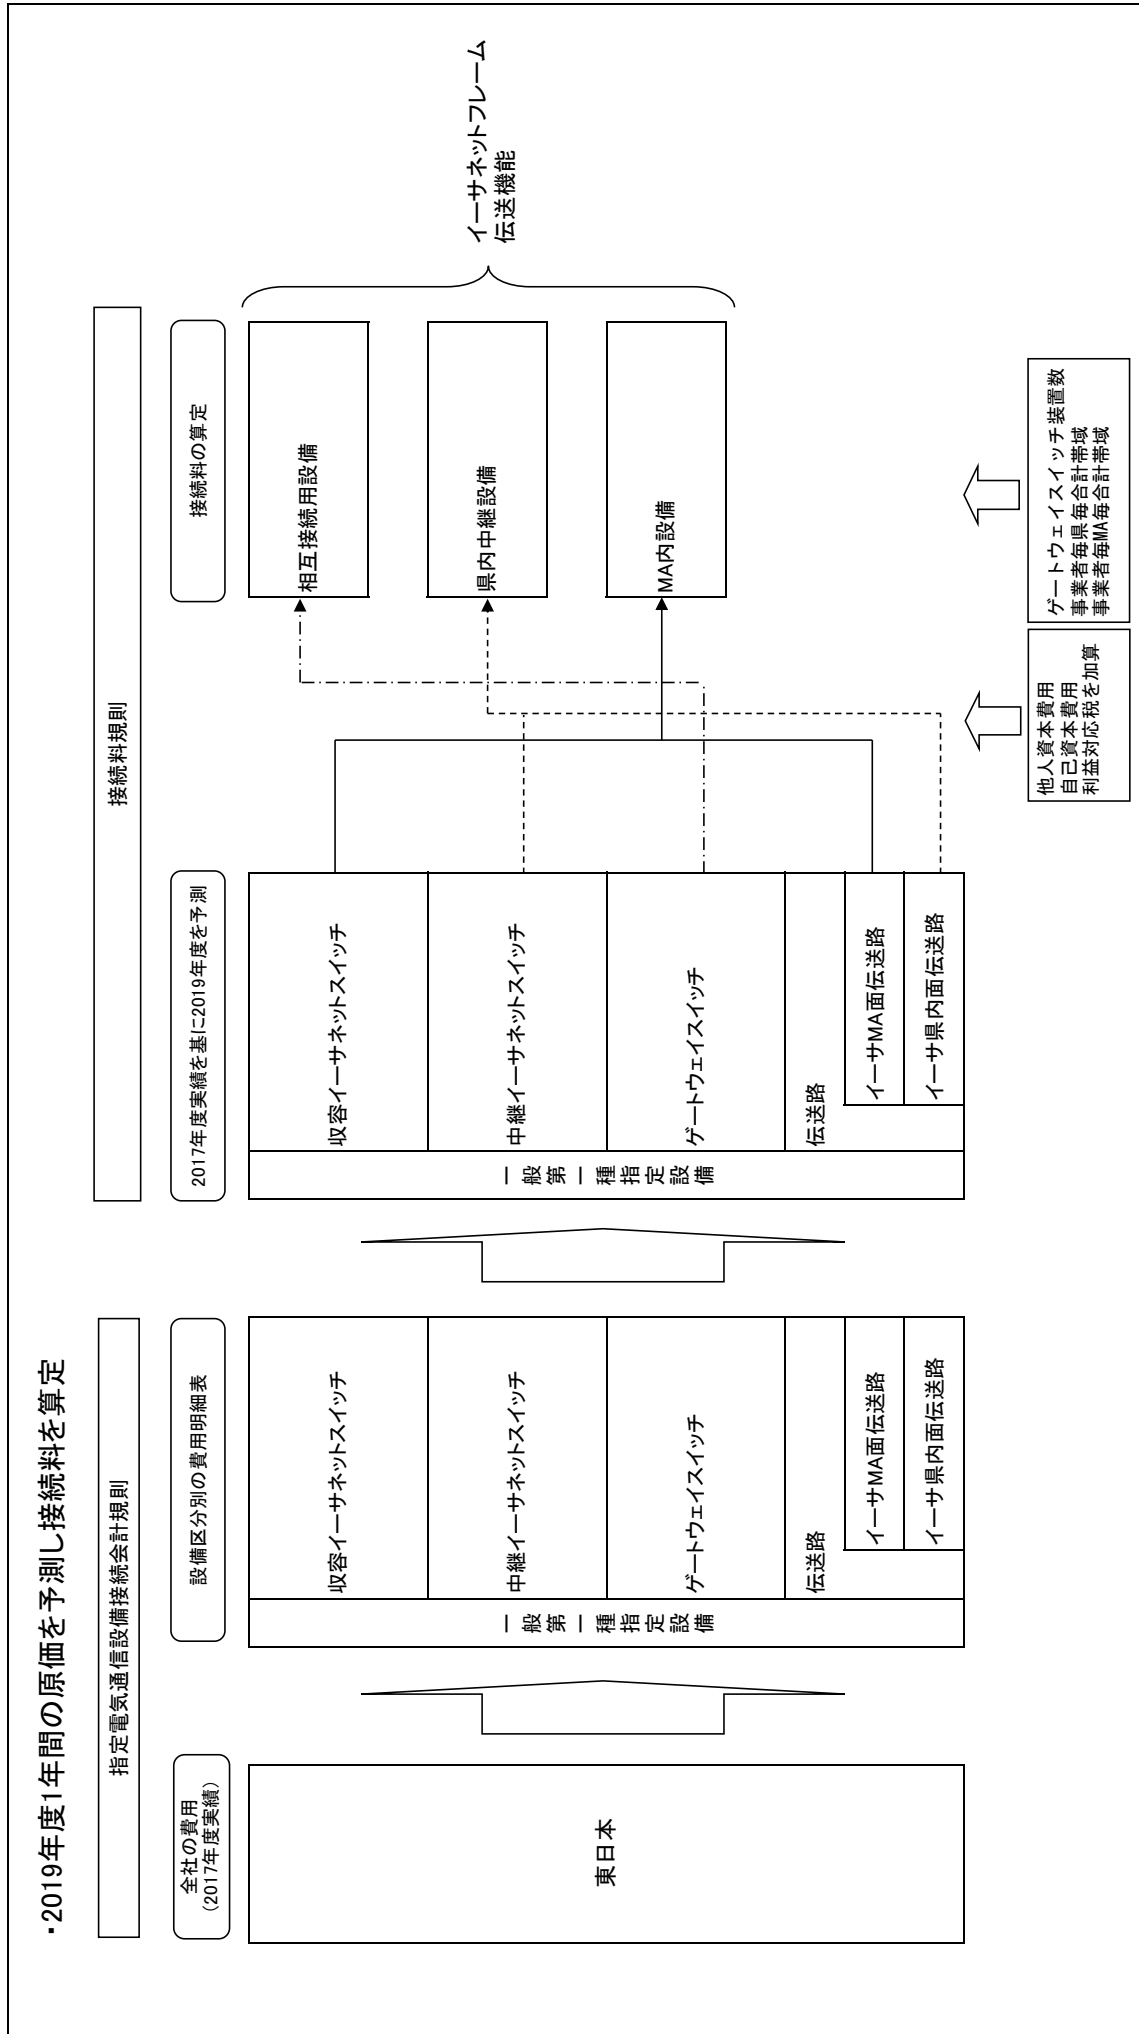 ・2019年度1年間の原価を予測し接続料を算定
指定電気通信設備接続会計規則
接続料規則
全社の費用
(2017年度実績)
設備区分別の費用明細表
2017年度実績を基に2019年度を予測
接続料の算定
東日本
一般第一種指定設備
収容イーサネットスイッチ
中継イーサネットスイッチ
ゲートウェイスイッチ
伝送路
イーサMA面伝送路
イーサ県内面伝送路
一般第一種指定設備
収容イーサネットスイッチ
中継イーサネットスイッチ
ゲートウェイスイッチ
伝送路
イーサMA面伝送路
イーサ県内面伝送路
相互接続用設備
県内中継設備
MA内設備
イーサネットフレーム
伝送機能
他人資本費用
自己資本費用
利益対応税を加算
ゲートウェイスイッチ装置数
事業者毎県毎合計帯域
事業者毎MA毎合計帯域